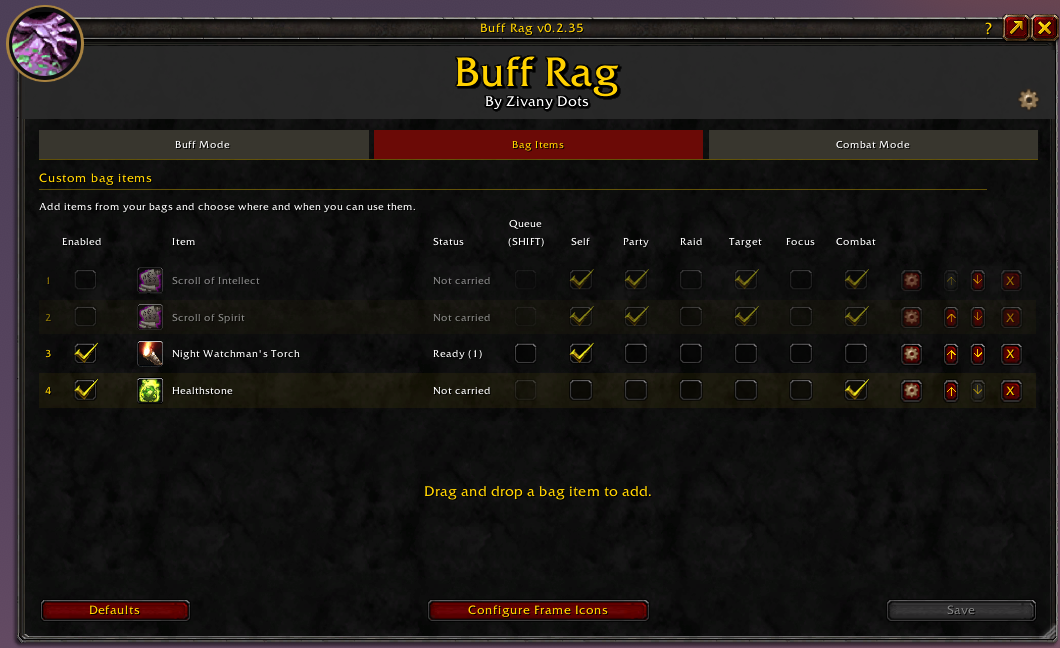 Buff Rag v0.2.35
?
Buff Rag
By Zivany Dots
Buff Mode Bag Items Combat Mode
Custom bag items
Add items from your bags and choose where and when you can use them.
Enabled Item Status Queue (SHIFT) Self Party Raid Target Focus Combat
1 Scroll of Intellect Not carried X
2 Scroll of Spirit Not carried X
3 Night Watchman's Torch Ready (1) X
4 Healthstone Not carried X
Drag and drop a bag item to add.
Defaults Configure Frame Icons Save